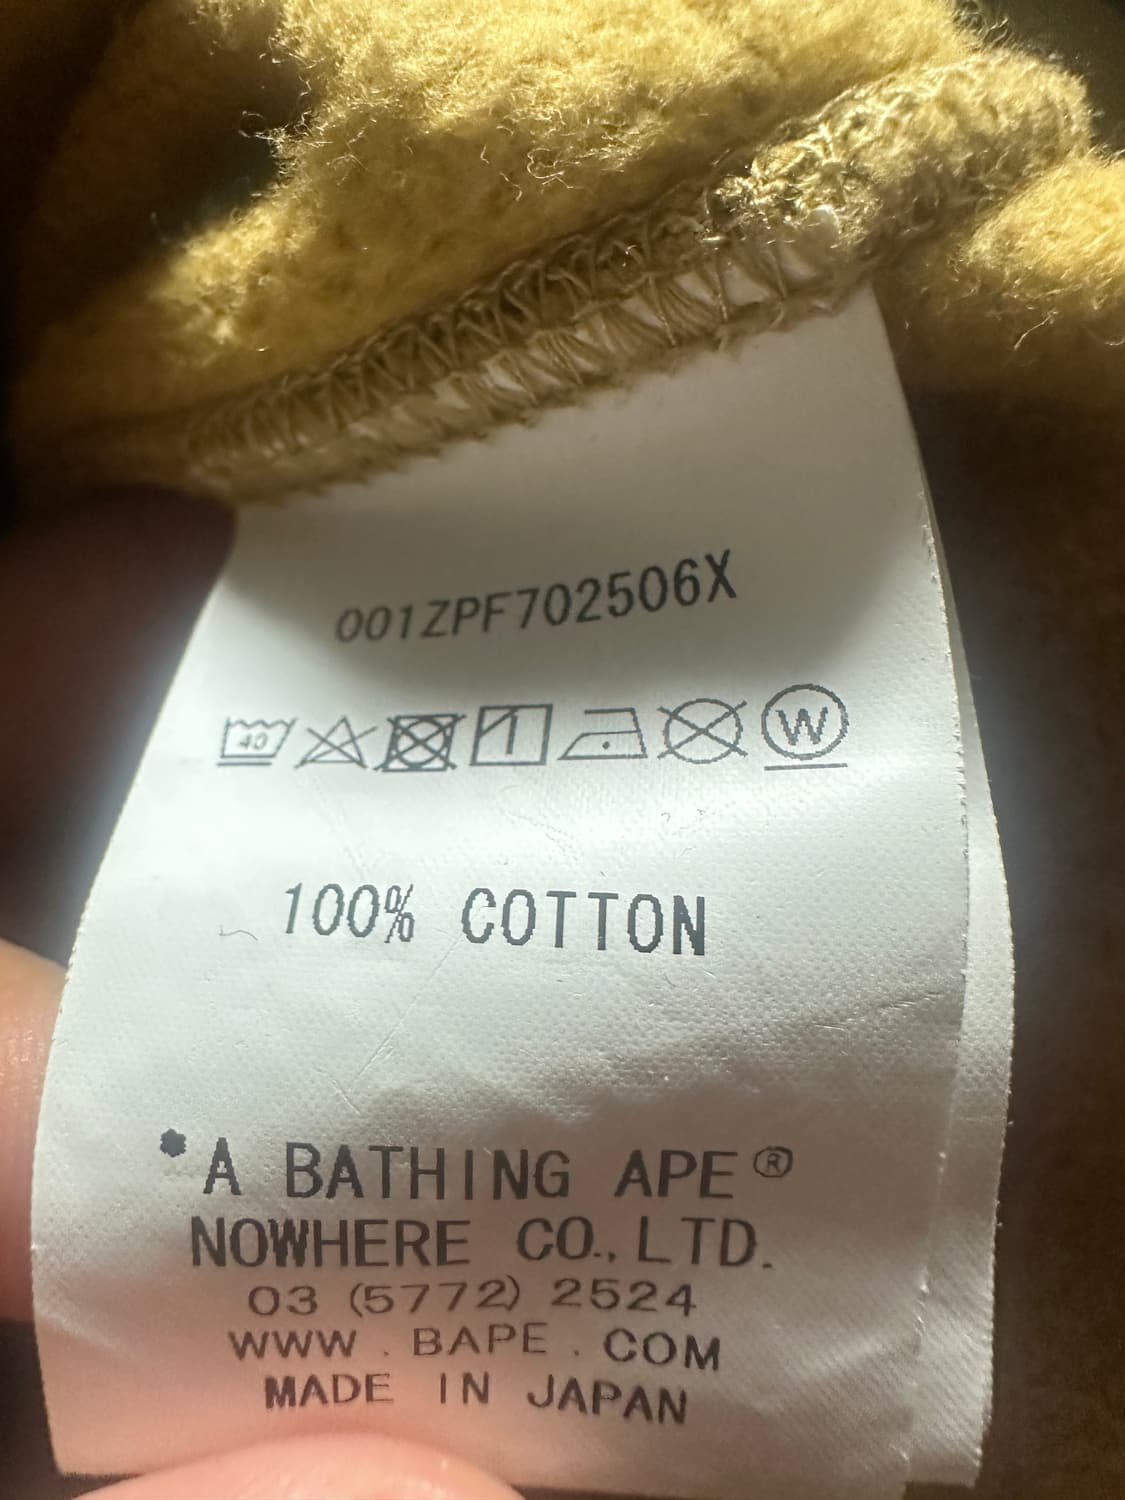 001ZPF702506X
40 W
100% COTTON
*A BATHING APE®
NOWHERE CO., LTD.
03 (5772) 2524
WWW . BAPE . COM
MADE IN JAPAN